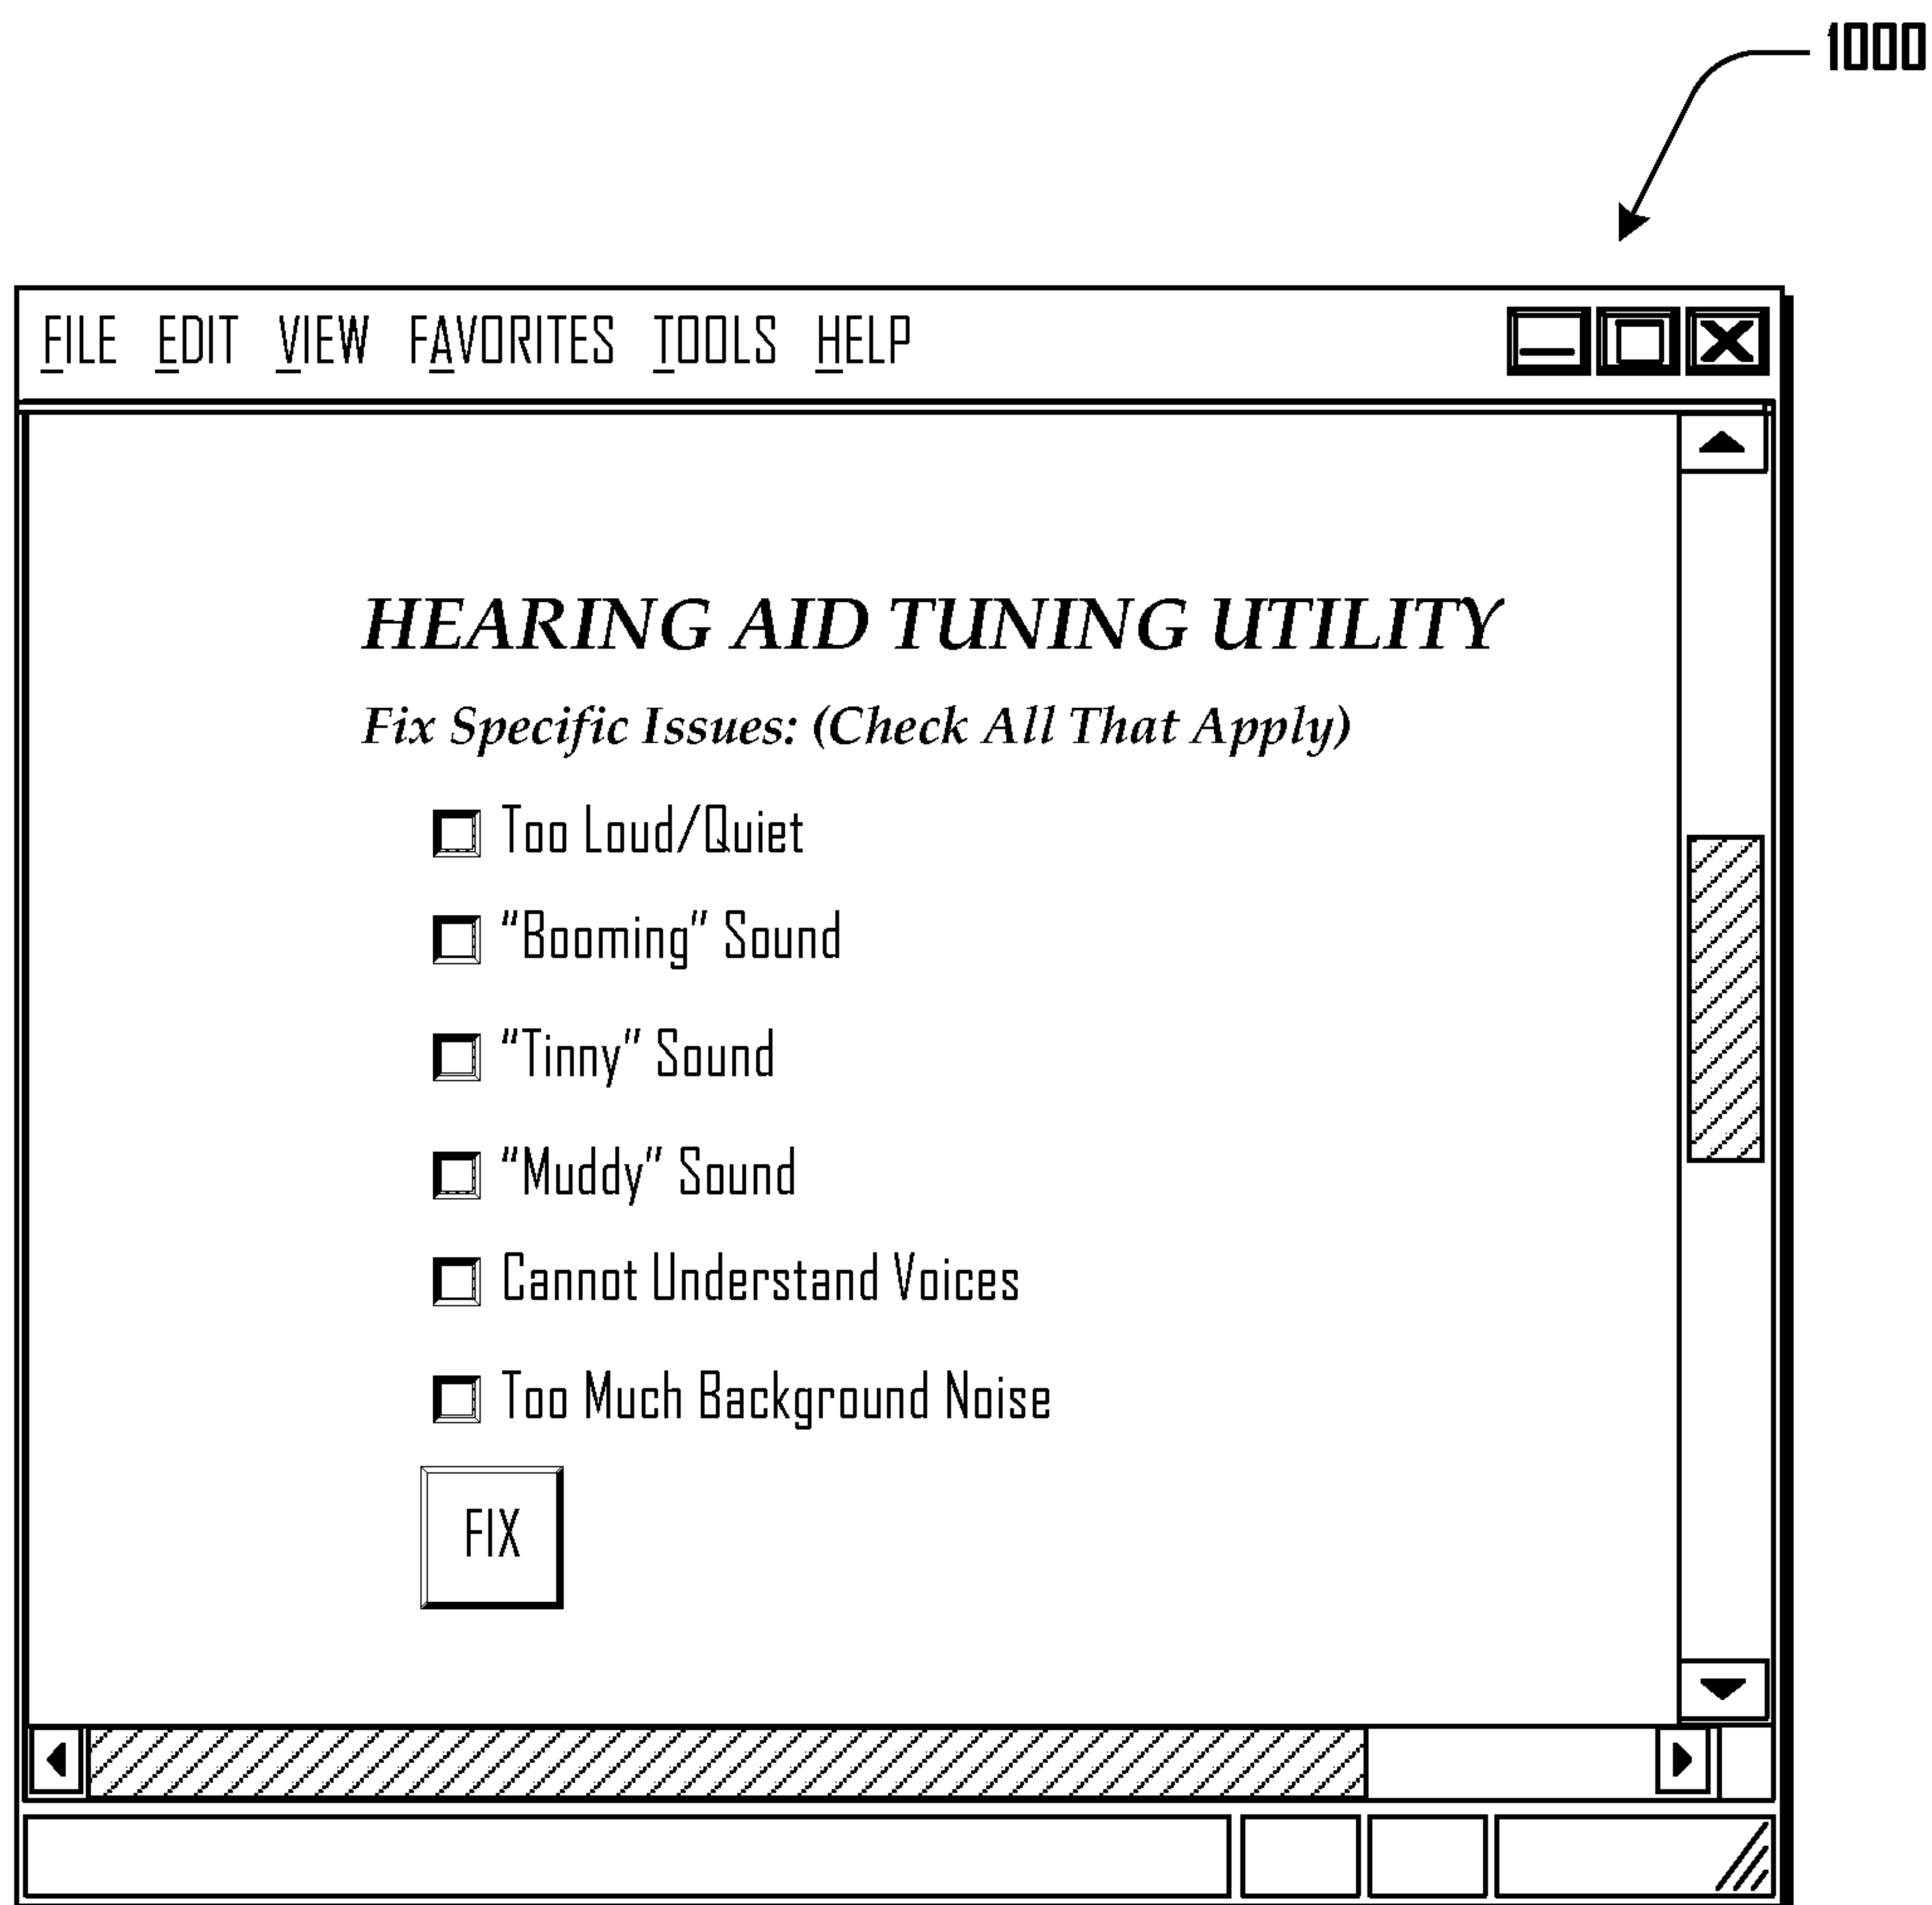 1000
FILE EDIT VIEW FAVORITES TOOLS HELP
HEARING AID TUNING UTILITY
Fix Specific Issues: (Check All That Apply)
Too Loud/Quiet
“Booming” Sound
“Tinny” Sound
“Muddy” Sound
Cannot Understand Voices
Too Much Background Noise
FIX